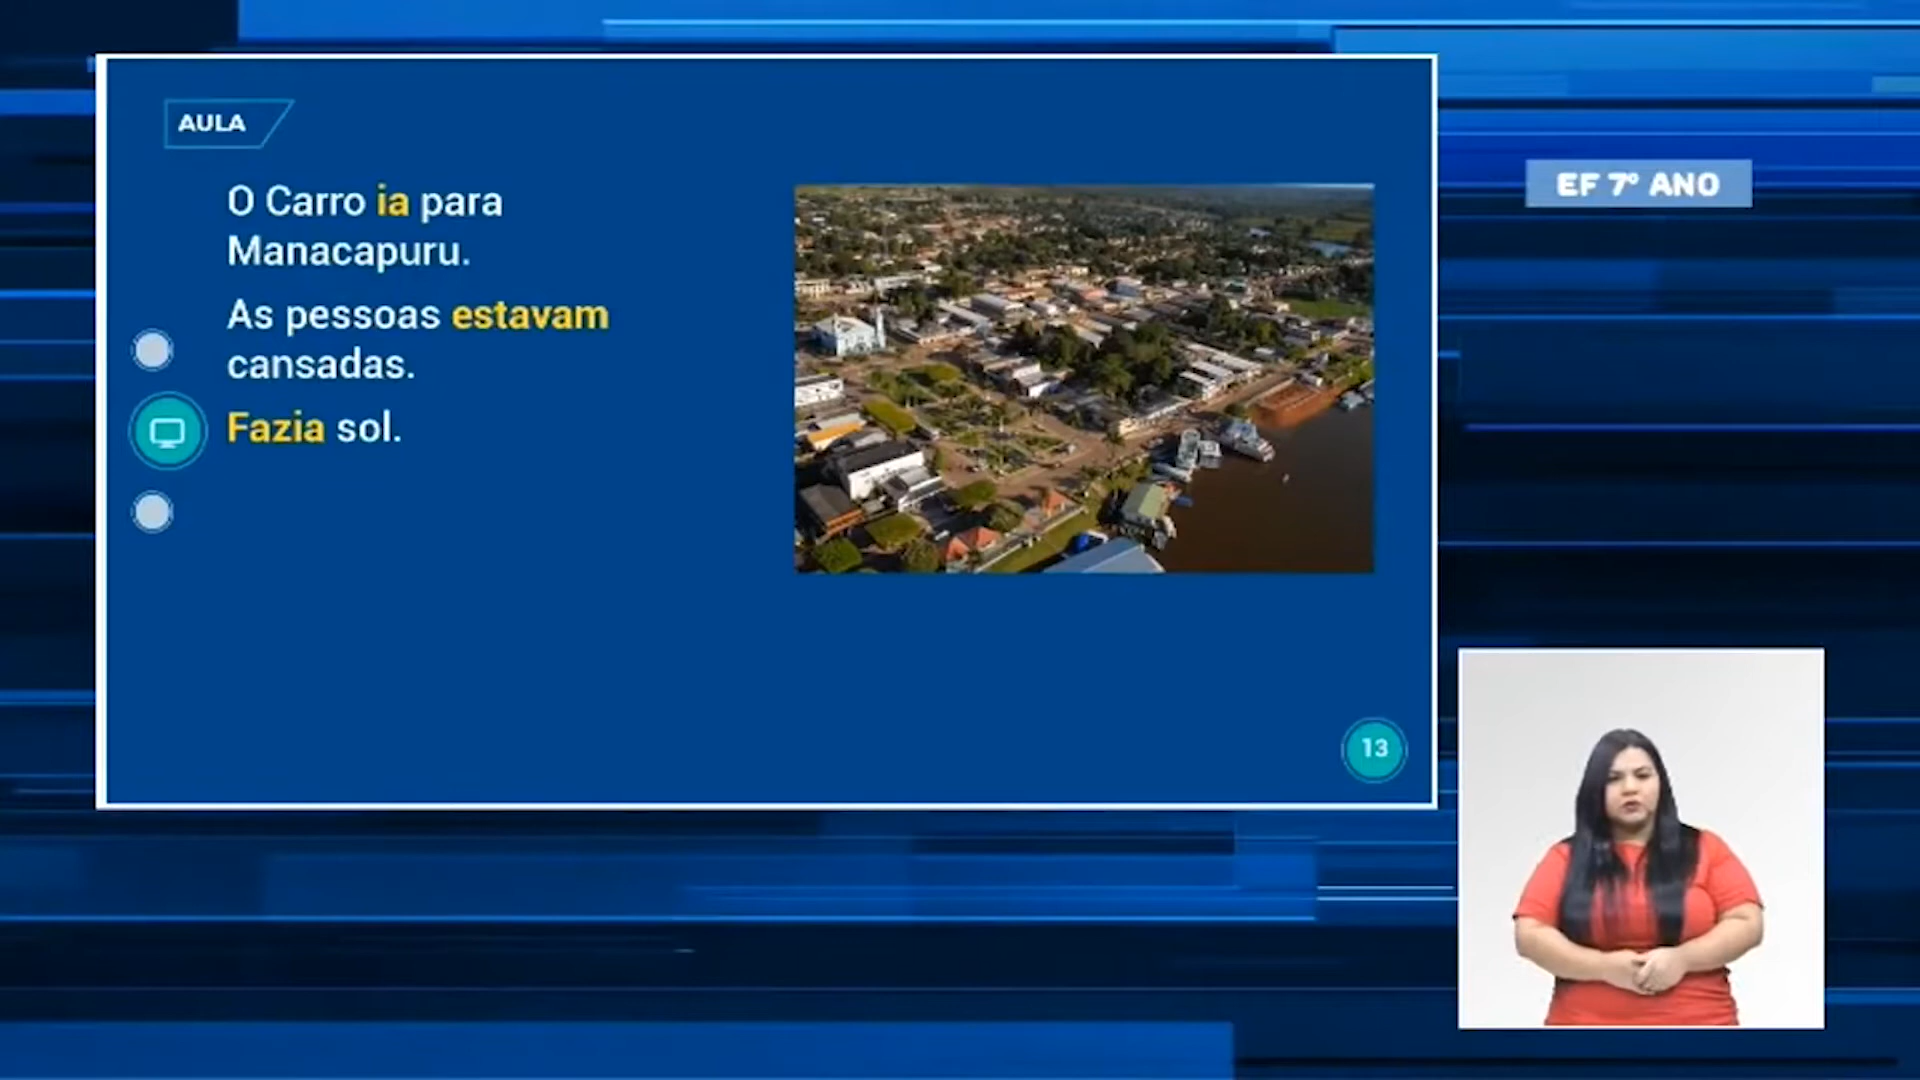 AULA
O Carro ia para
Manacapuru.
As pessoas estavam
cansadas.
Fazia sol.
13
EF 7º ANO